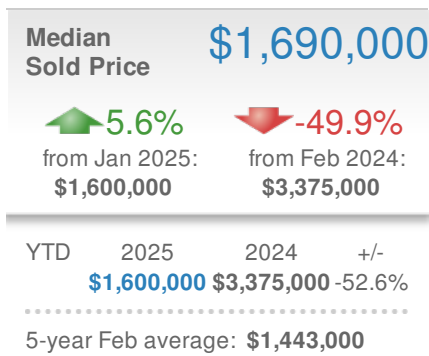 Median
Sold Price
$1,690,000
5.6%
from Jan 2025:
$1,600,000
-49.9%
from Feb 2024:
$3,375,000
YTD 2025 2024 +/-
$1,600,000 $3,375,000 -52.6%
5-year Feb average: $1,443,000